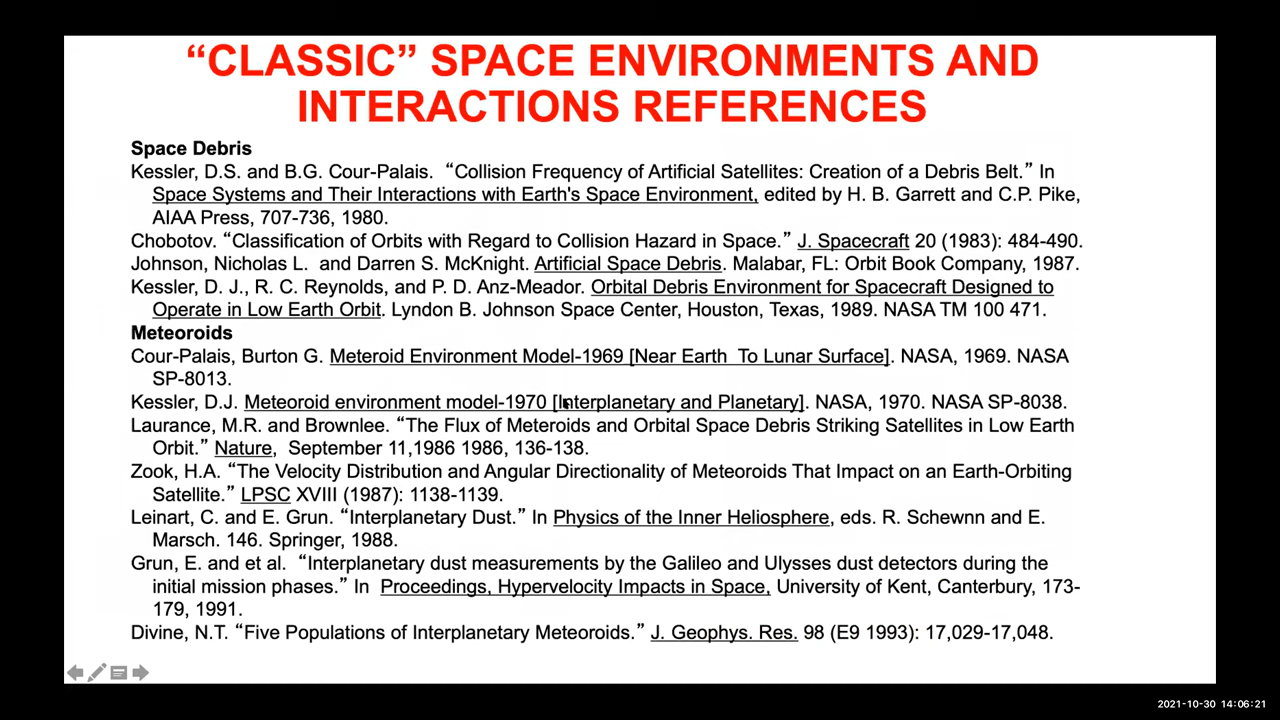 “CLASSIC” SPACE ENVIRONMENTS AND
INTERACTIONS REFERENCES
Space Debris
Kessler, D.S. and B.G. Cour-Palais. “Collision Frequency of Artificial Satellites: Creation of a Debris Belt.” In
Space Systems and Their Interactions with Earth's Space Environment, edited by H. B. Garrett and C.P. Pike,
AIAA Press, 707-736, 1980.
Chobotov. “Classification of Orbits with Regard to Collision Hazard in Space.” J. Spacecraft 20 (1983): 484-490.
Johnson, Nicholas L. and Darren S. McKnight. Artificial Space Debris. Malabar, FL: Orbit Book Company, 1987.
Kessler, D. J., R. C. Reynolds, and P. D. Anz-Meador. Orbital Debris Environment for Spacecraft Designed to
Operate in Low Earth Orbit. Lyndon B. Johnson Space Center, Houston, Texas, 1989. NASA TM 100 471.
Meteoroids
Cour-Palais, Burton G. Meteroid Environment Model-1969 [Near Earth To Lunar Surface]. NASA, 1969. NASA
SP-8013.
Kessler, D.J. Meteoroid environment model-1970 [Interplanetary and Planetary]. NASA, 1970. NASA SP-8038.
Laurance, M.R. and Brownlee. “The Flux of Meteroids and Orbital Space Debris Striking Satellites in Low Earth
Orbit.” Nature, September 11,1986 1986, 136-138.
Zook, H.A. “The Velocity Distribution and Angular Directionality of Meteoroids That Impact on an Earth-Orbiting
Satellite.” LPSC XVIII (1987): 1138-1139.
Leinart, C. and E. Grun. “Interplanetary Dust.” In Physics of the Inner Heliosphere, eds. R. Schewnn and E.
Marsch. 146. Springer, 1988.
Grun, E. and et al. “Interplanetary dust measurements by the Galileo and Ulysses dust detectors during the
initial mission phases.” In Proceedings, Hypervelocity Impacts in Space, University of Kent, Canterbury, 173-
179, 1991.
Divine, N.T. “Five Populations of Interplanetary Meteoroids.” J. Geophys. Res. 98 (E9 1993): 17,029-17,048.
2021-10-30 14:06:21